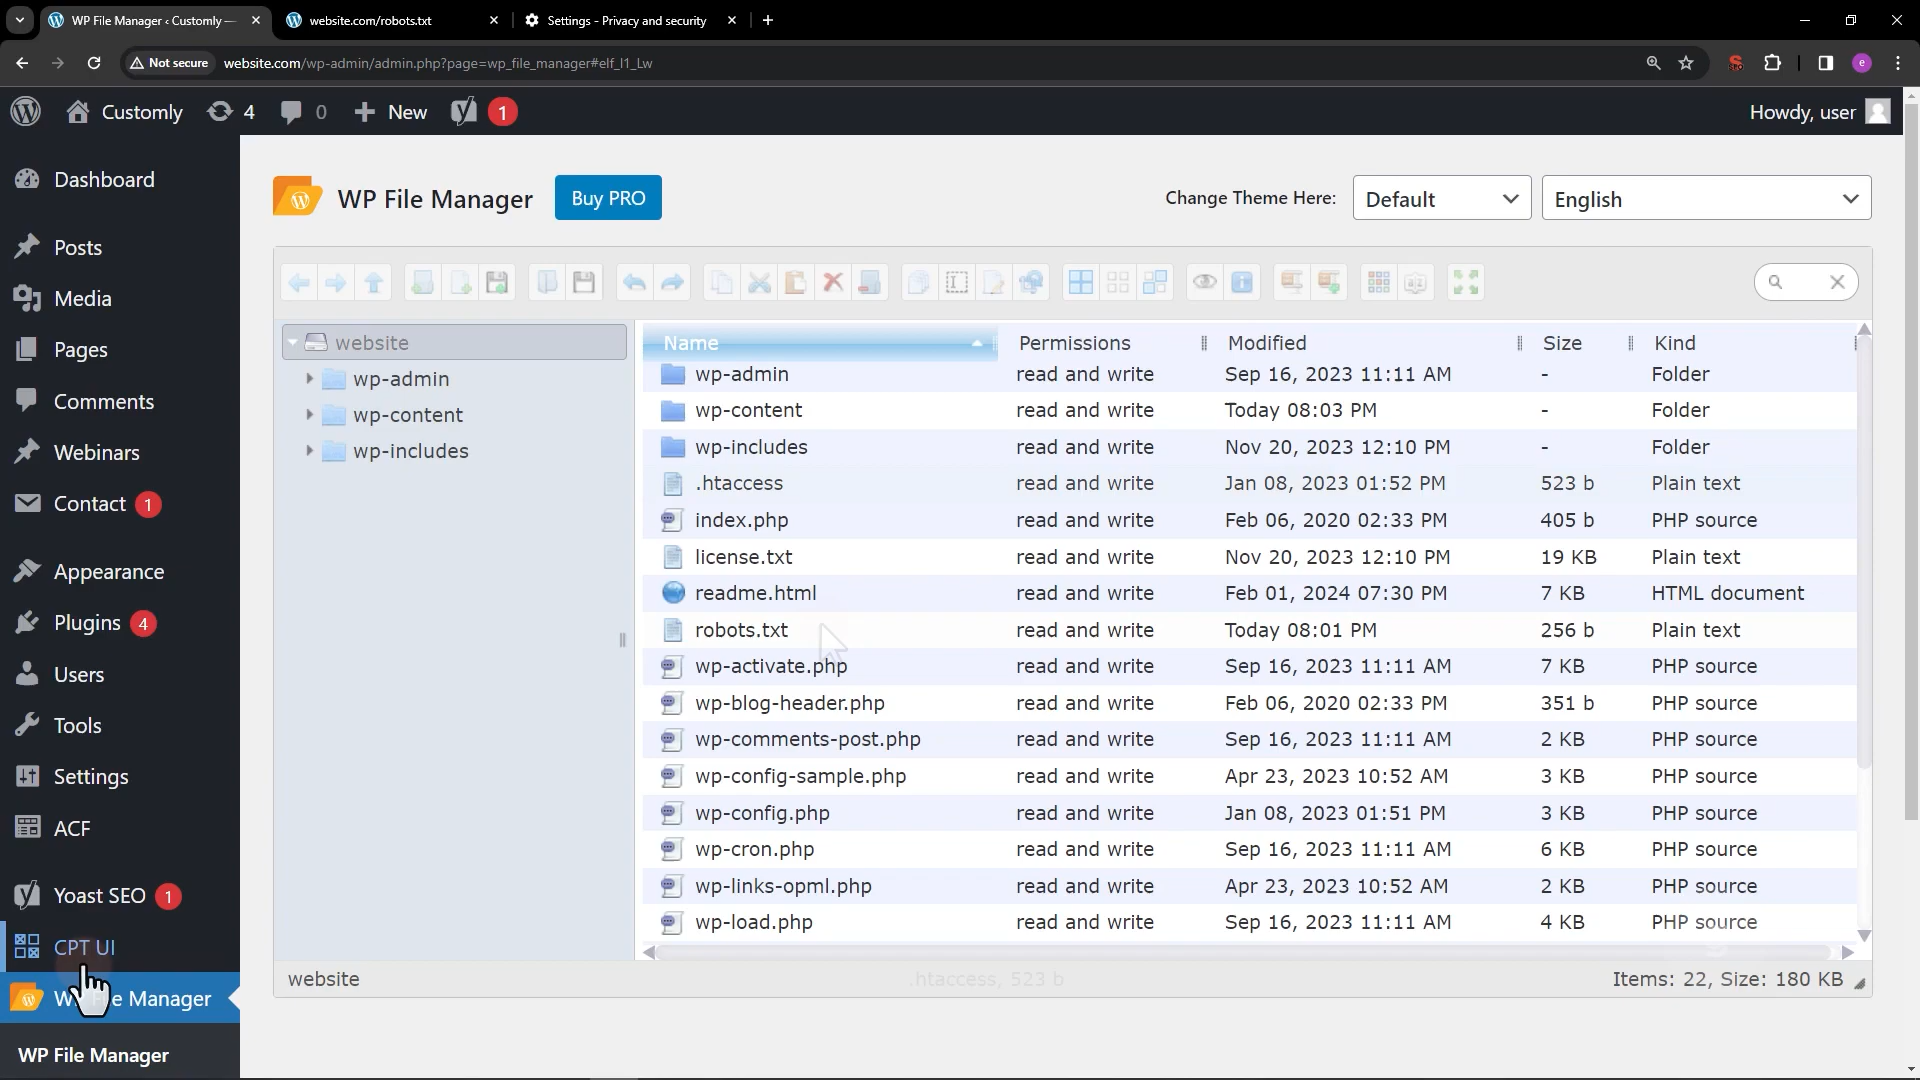 WP File Manager ‹ Customly —
website.com/robots.txt
Settings - Privacy and security
Not secure
website.com/wp-admin/admin.php?page=wp_file_manager#elf_l1_Lw
e
Customly
4
0
New
1
Howdy, user
Dashboard
Posts
Media
Pages
Comments
Webinars
Contact 1
Appearance
Plugins 4
Users
Tools
Settings
ACF
Yoast SEO 1
CPT UI
WP File Manager
WP File Manager
WP File Manager
Buy PRO
Change Theme Here:
Default
English
website
wp-admin
wp-content
wp-includes
Name Permissions Modified Size Kind
wp-admin read and write Sep 16, 2023 11:11 AM - Folder
wp-content read and write Today 08:03 PM - Folder
wp-includes read and write Nov 20, 2023 12:10 PM - Folder
.htaccess read and write Jan 08, 2023 01:52 PM 523 b Plain text
index.php read and write Feb 06, 2020 02:33 PM 405 b PHP source
license.txt read and write Nov 20, 2023 12:10 PM 19 KB Plain text
readme.html read and write Feb 01, 2024 07:30 PM 7 KB HTML document
robots.txt read and write Today 08:01 PM 256 b Plain text
wp-activate.php read and write Sep 16, 2023 11:11 AM 7 KB PHP source
wp-blog-header.php read and write Feb 06, 2020 02:33 PM 351 b PHP source
wp-comments-post.php read and write Sep 16, 2023 11:11 AM 2 KB PHP source
wp-config-sample.php read and write Apr 23, 2023 10:52 AM 3 KB PHP source
wp-config.php read and write Jan 08, 2023 01:51 PM 3 KB PHP source
wp-cron.php read and write Sep 16, 2023 11:11 AM 6 KB PHP source
wp-links-opml.php read and write Apr 23, 2023 10:52 AM 2 KB PHP source
wp-load.php read and write Sep 16, 2023 11:11 AM 4 KB PHP source
website
.htaccess, 523 b
Items: 22, Size: 180 KB